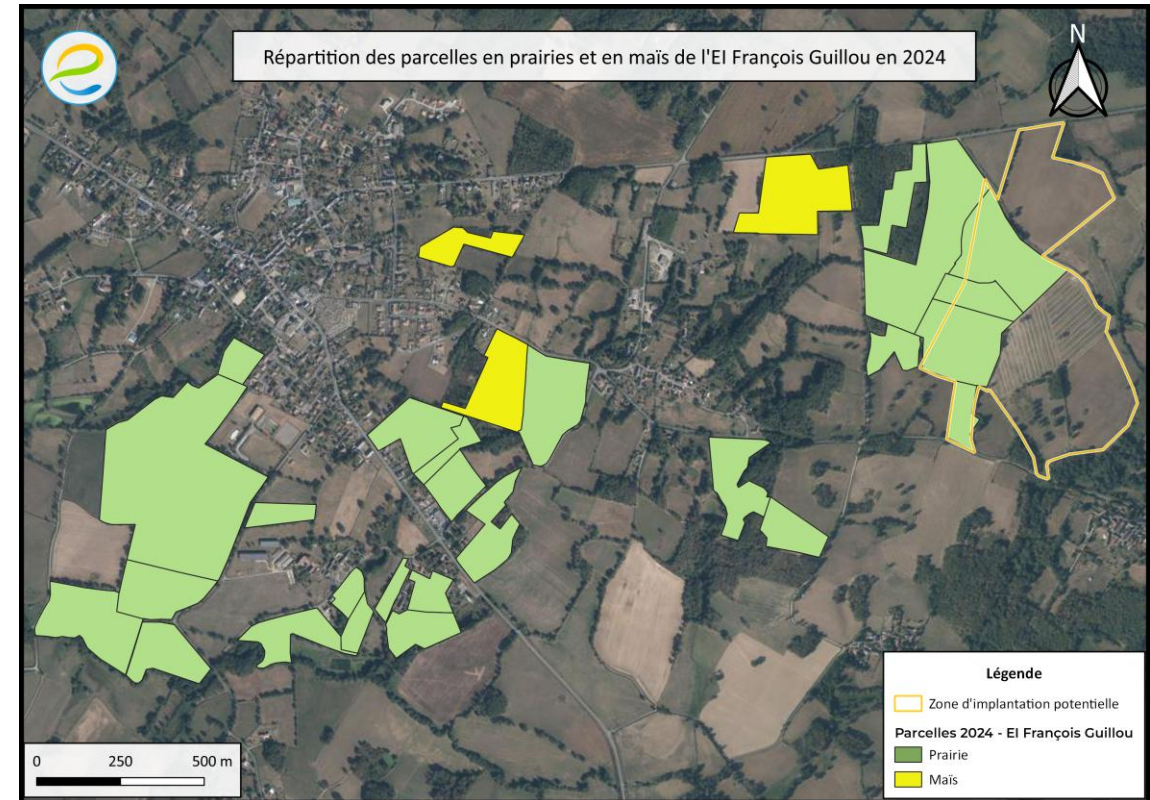 Répartition des parcelles en prairies et en maïs de l'EI François Guillou en 2024
N
Légende
Zone d'implantation potentielle
Parcelles 2024 - EI François Guillou
Prairie
Maïs
0 250 500 m